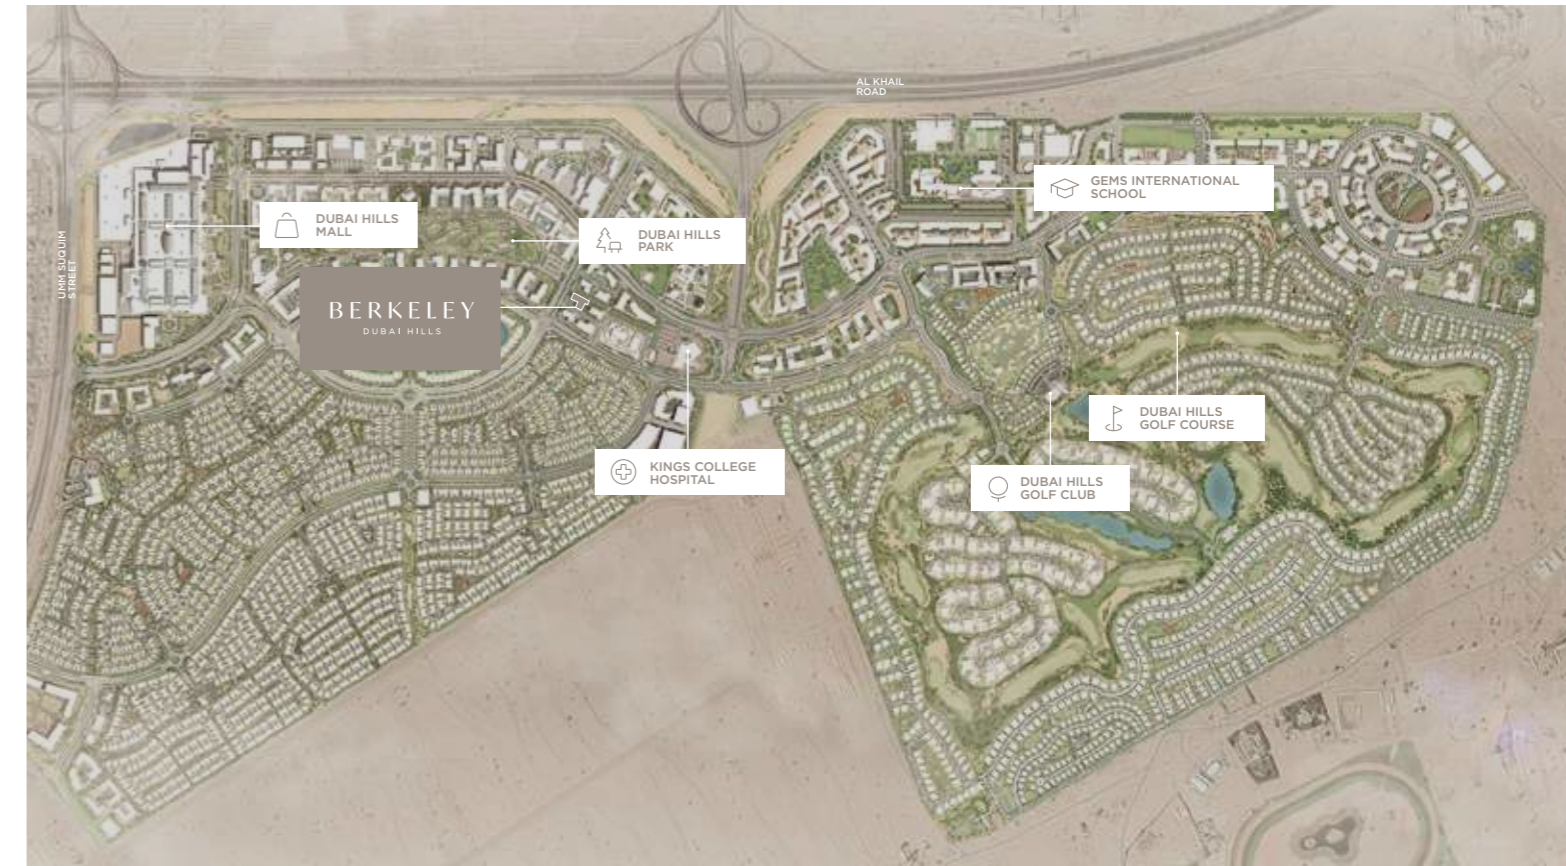 AL KHAIL
ROAD
UMM SUQUIM
STREET
DUBAI HILLS
MALL
DUBAI HILLS
PARK
GEMS INTERNATIONAL
SCHOOL
BERKELEY
DUBAI HILLS
DUBAI HILLS
GOLF COURSE
KINGS COLLEGE
HOSPITAL
DUBAI HILLS
GOLF CLUB